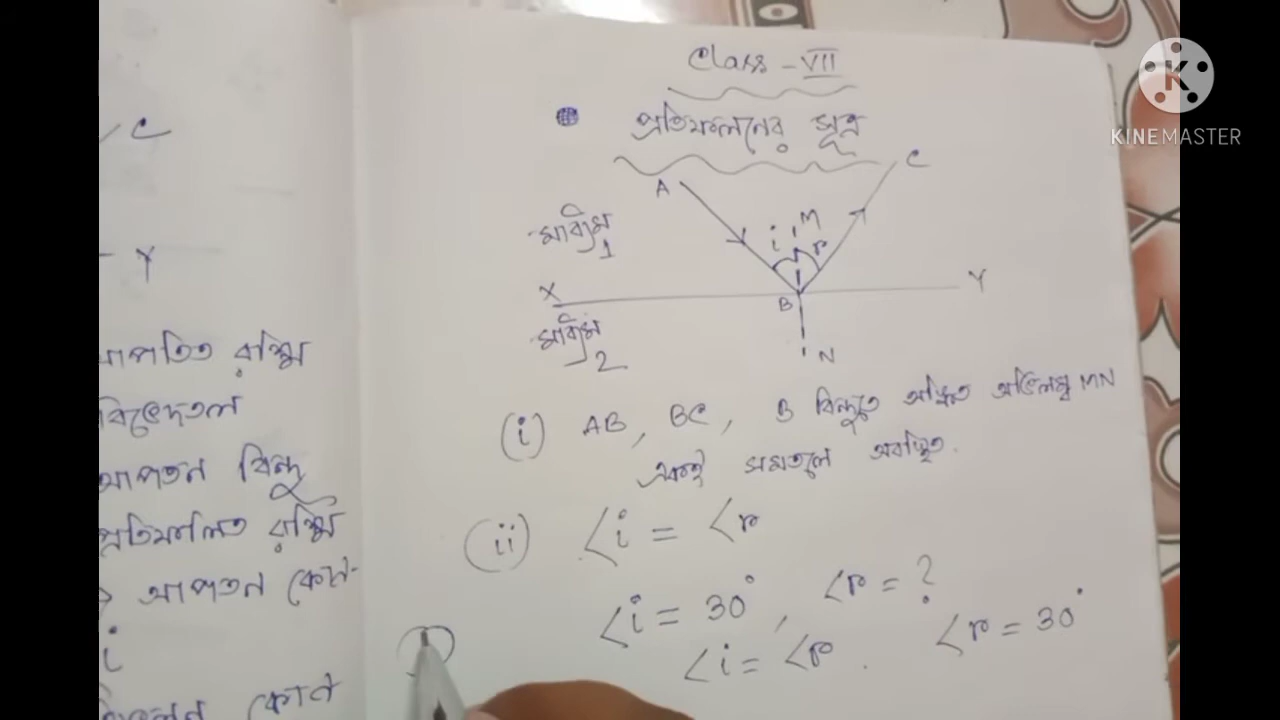 C
Y
আপতিত রশ্মি
বিভেদতল
আপতন বিন্দু
প্রতিফলিত রশ্মি
আপতন কোন-
i
কোন
Class - VII
প্রতিফলনের সূত্র
A
C
মাধ্যম 1
i M r
X
Y
B
মাধ্যম 2
N
(i) AB, BC, B বিন্দুতে অঙ্কিত অভিলম্ব MN
একই সমতলে অবস্থিত.
(ii) <i = <r
<i = 30°, <r = ?
<i = <r. <r = 30°
K
KINEMASTER